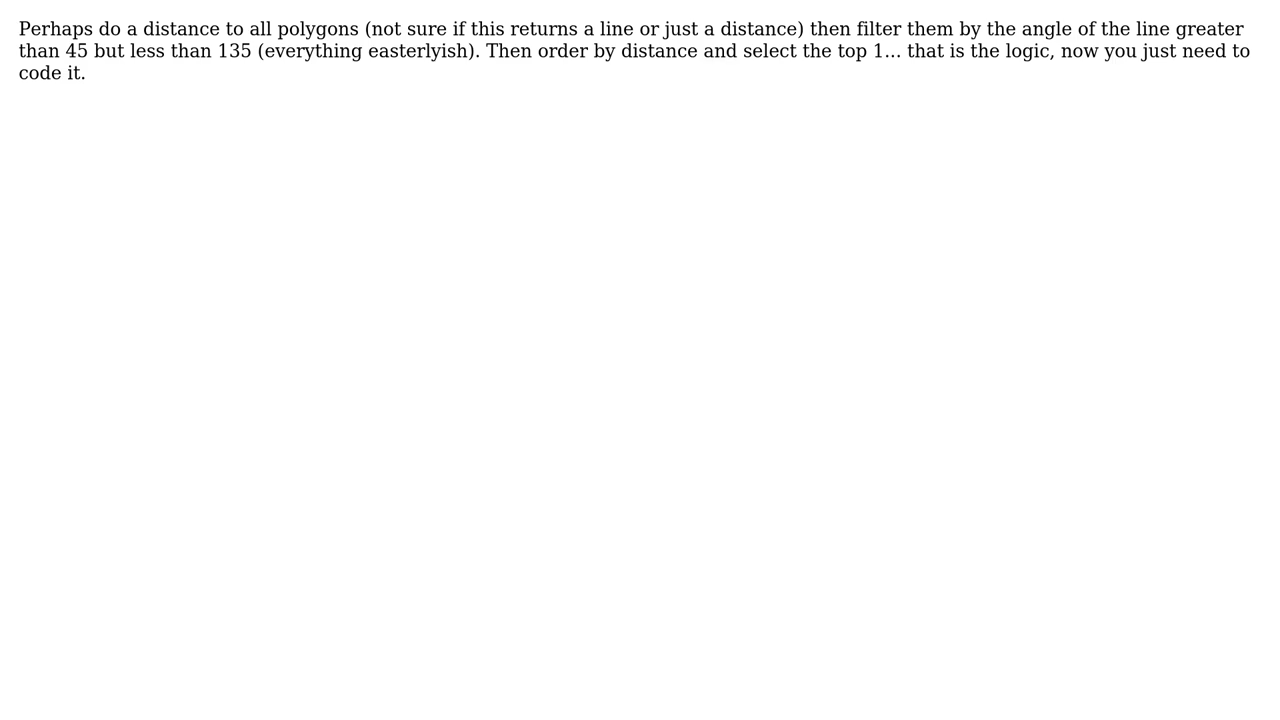 Perhaps do a distance to all polygons (not sure if this returns a line or just a distance) then filter them by the angle of the line greater
than 45 but less than 135 (everything easterlyish). Then order by distance and select the top 1... that is the logic, now you just need to
code it.